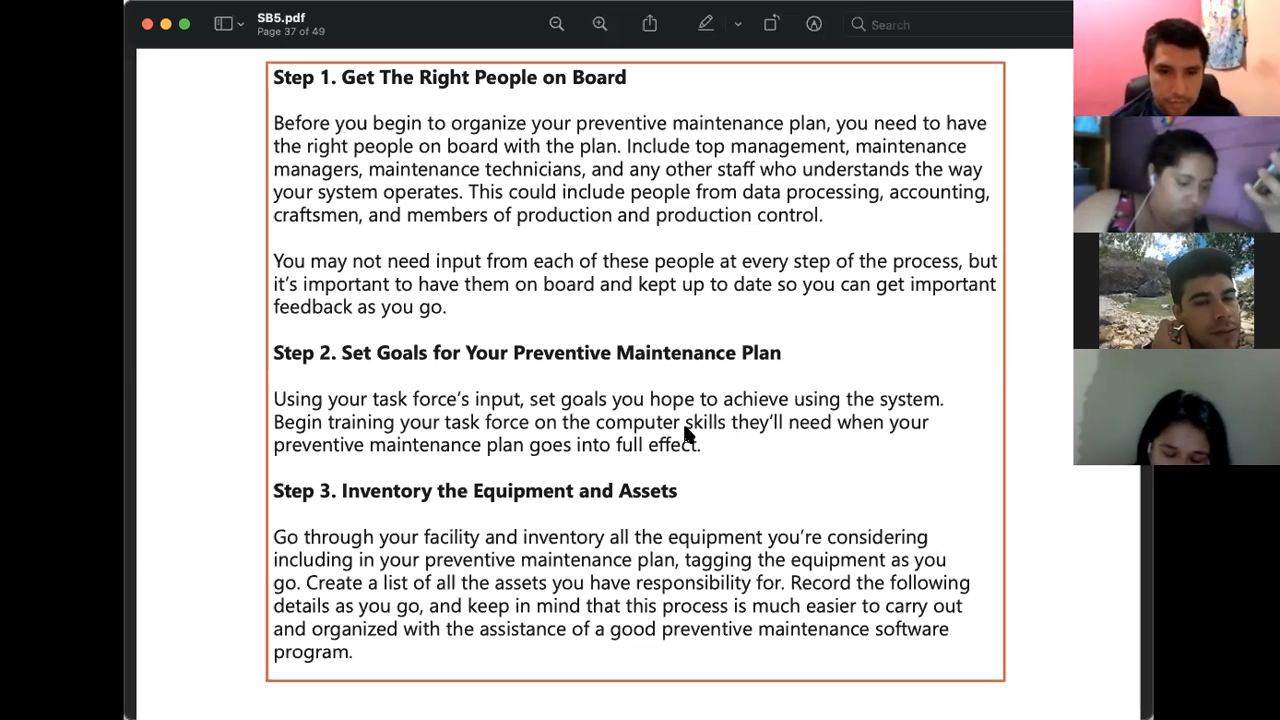 SB5.pdf
Page 37 of 49
Search
Step 1. Get The Right People on Board
Before you begin to organize your preventive maintenance plan, you need to have
the right people on board with the plan. Include top management, maintenance
managers, maintenance technicians, and any other staff who understands the way
your system operates. This could include people from data processing, accounting,
craftsmen, and members of production and production control.
You may not need input from each of these people at every step of the process, but
it's important to have them on board and kept up to date so you can get important
feedback as you go.
Step 2. Set Goals for Your Preventive Maintenance Plan
Using your task force's input, set goals you hope to achieve using the system.
Begin training your task force on the computer skills they'll need when your
preventive maintenance plan goes into full effect.
Step 3. Inventory the Equipment and Assets
Go through your facility and inventory all the equipment you're considering
including in your preventive maintenance plan, tagging the equipment as you
go. Create a list of all the assets you have responsibility for. Record the following
details as you go, and keep in mind that this process is much easier to carry out
and organized with the assistance of a good preventive maintenance software
program.